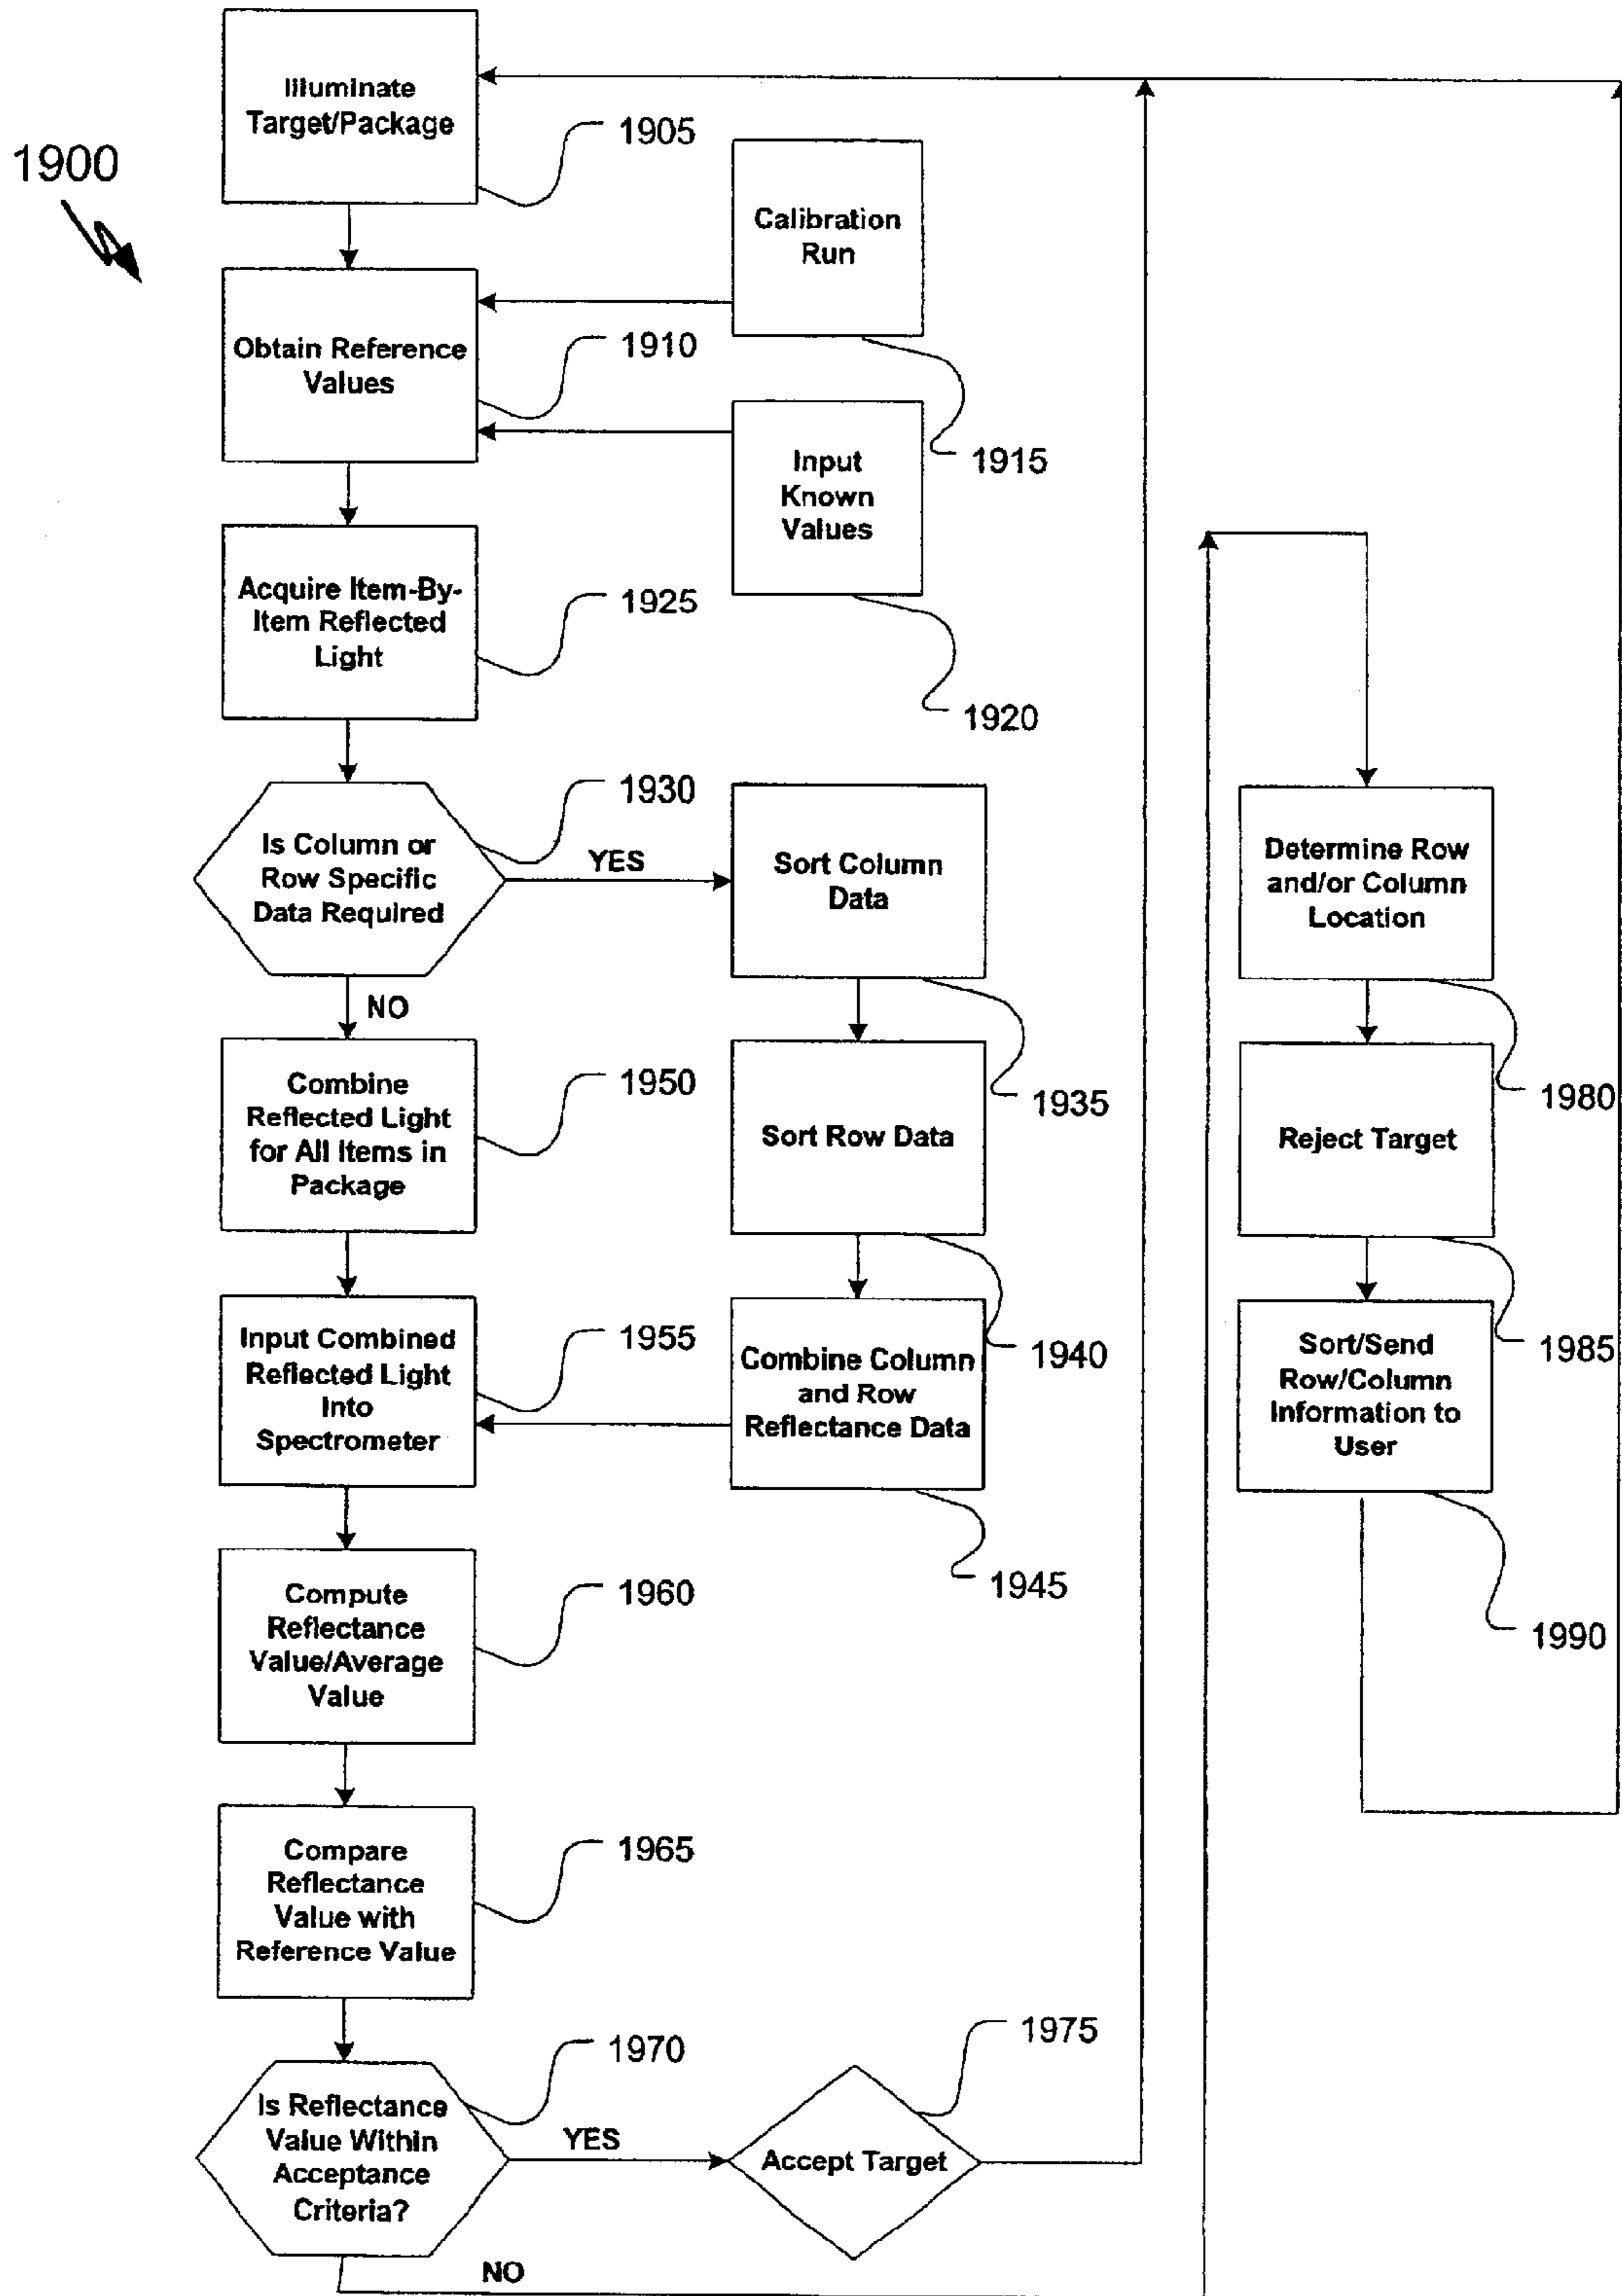 1900
Illuminate
Target/Package
1905
Calibration
Run
1915
Obtain Reference
Values
1910
Input
Known
Values
1920
Acquire Item-By-
Item Reflected
Light
1925
Is Column or
Row Specific
Data Required
1930
YES
NO
Sort Column
Data
1935
Sort Row Data
1940
Combine Column
and Row
Reflectance Data
1945
Combine
Reflected Light
for All Items in
Package
1950
Input Combined
Reflected Light
Into
Spectrometer
1955
Compute
Reflectance
Value/Average
Value
1960
Compare
Reflectance
Value with
Reference Value
1965
Is Reflectance
Value Within
Acceptance
Criteria?
1970
YES
NO
Accept Target
1975
Determine Row
and/or Column
Location
1980
Reject Target
1985
Sort/Send
Row/Column
Information to
User
1990